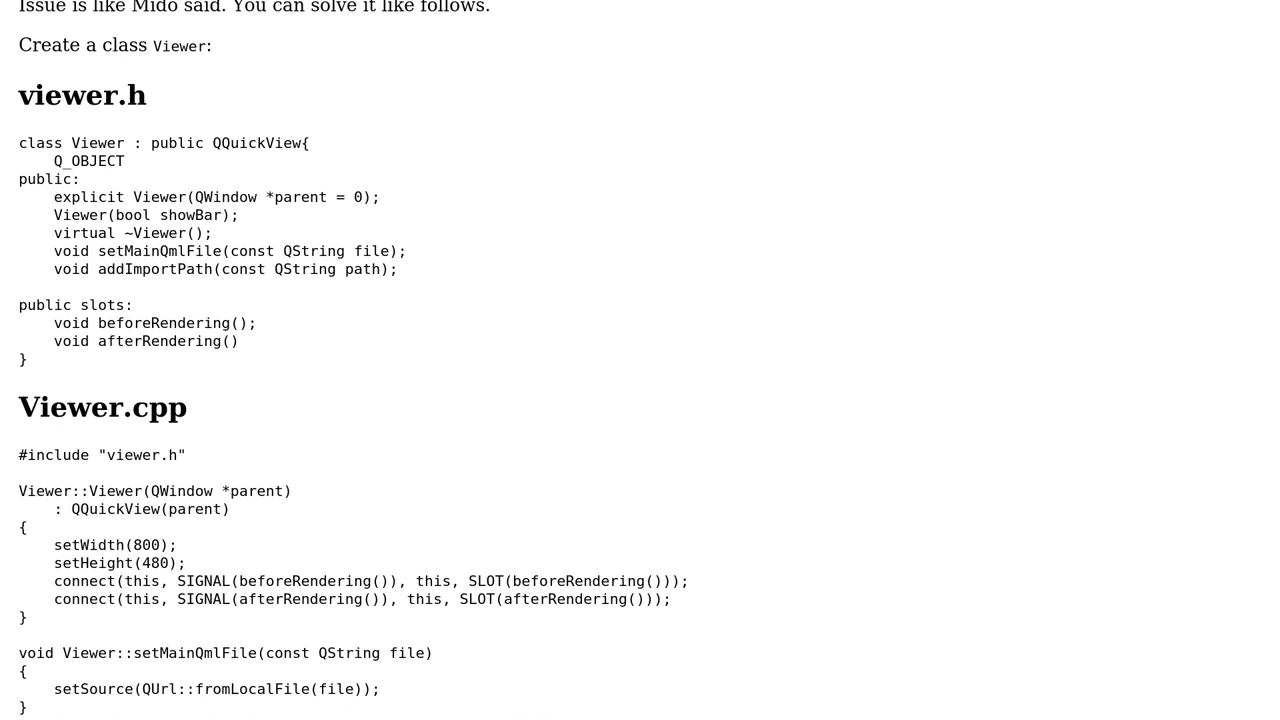 Issue is like Mido said. You can solve it like follows.
Create a class Viewer:
viewer.h
class Viewer : public QQuickView{
    Q_OBJECT
public:
    explicit Viewer(QWindow *parent = 0);
    Viewer(bool showBar);
    virtual ~Viewer();
    void setMainQmlFile(const QString file);
    void addImportPath(const QString path);
public slots:
    void beforeRendering();
    void afterRendering()
}
Viewer.cpp
#include "viewer.h"
Viewer::Viewer(QWindow *parent)
    : QQuickView(parent)
{
    setWidth(800);
    setHeight(480);
    connect(this, SIGNAL(beforeRendering()), this, SLOT(beforeRendering()));
    connect(this, SIGNAL(afterRendering()), this, SLOT(afterRendering()));
}
void Viewer::setMainQmlFile(const QString file)
{
    setSource(QUrl::fromLocalFile(file));
}